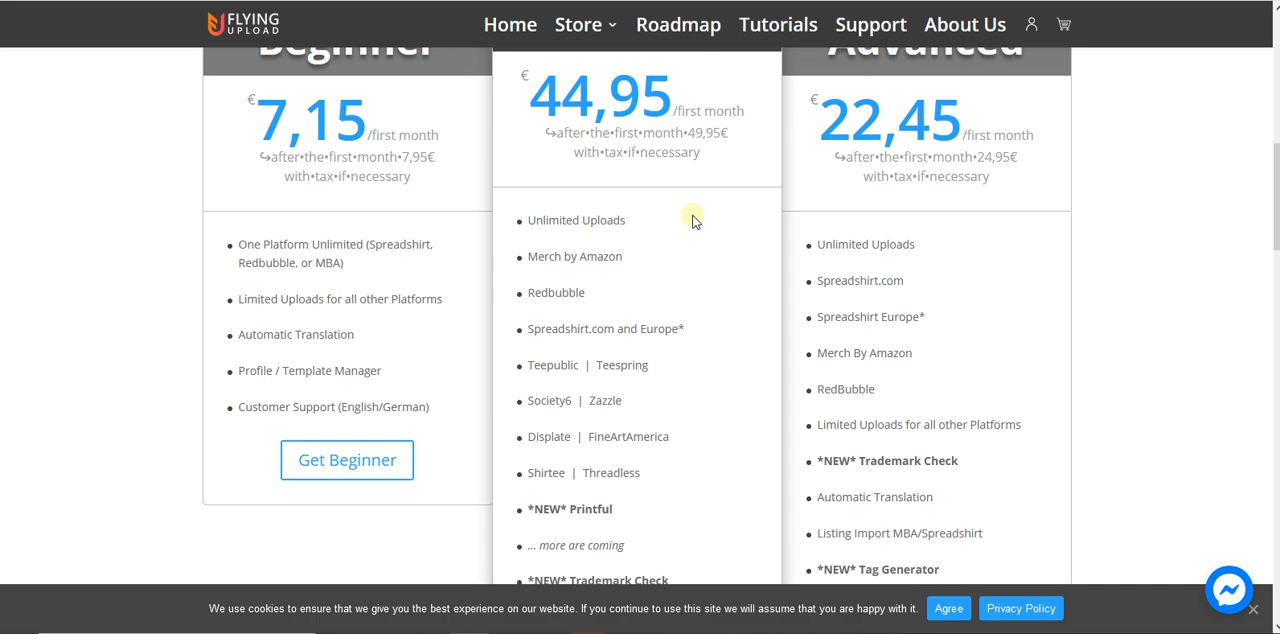 FLYING
UPLOAD
Home Store Roadmap Tutorials Support About Us
Beginner
€7,15/first month
↪after•the•first•month•7,95€
with•tax•if•necessary
• One Platform Unlimited (Spreadshirt,
Redbubble, or MBA)
• Limited Uploads for all other Platforms
• Automatic Translation
• Profile / Template Manager
• Customer Support (English/German)
Get Beginner
€44,95/first month
↪after•the•first•month•49,95€
with•tax•if•necessary
• Unlimited Uploads
• Merch by Amazon
• Redbubble
• Spreadshirt.com and Europe*
• Teepublic | Teespring
• Society6 | Zazzle
• Displate | FineArtAmerica
• Shirtee | Threadless
• *NEW* Printful
• ... more are coming
• *NEW* Trademark Check
Advanced
€22,45/first month
↪after•the•first•month•24,95€
with•tax•if•necessary
• Unlimited Uploads
• Spreadshirt.com
• Spreadshirt Europe*
• Merch By Amazon
• RedBubble
• Limited Uploads for all other Platforms
• *NEW* Trademark Check
• Automatic Translation
• Listing Import MBA/Spreadshirt
• *NEW* Tag Generator
We use cookies to ensure that we give you the best experience on our website. If you continue to use this site we will assume that you are happy with it. Agree Privacy Policy